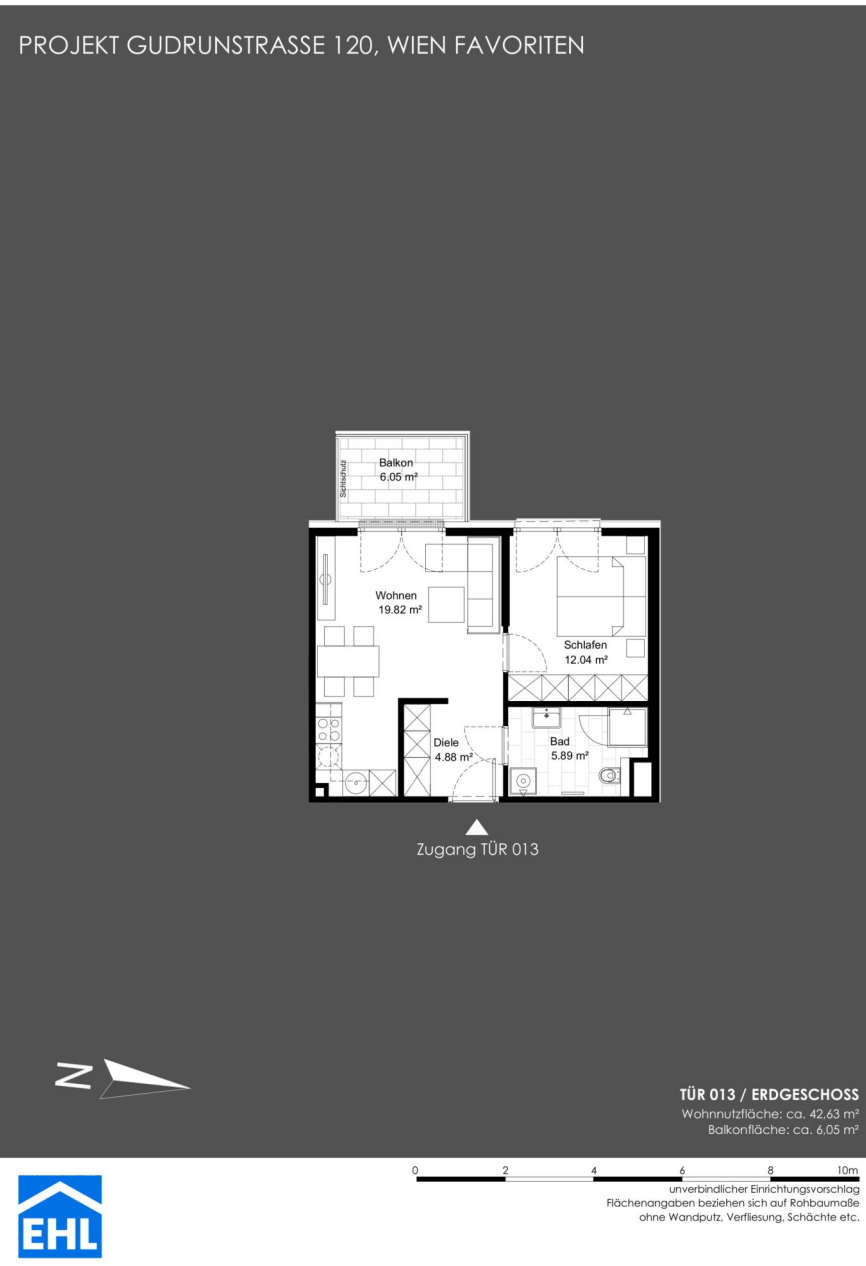 PROJEKT GUDRUNSTRASSE 120, WIEN FAVORITEN
Balkon
6.05 m²
Sichtschutz
Wohnen
19.82 m²
Schlafen
12.04 m²
Diele
4.88 m²
Bad
5.89 m²
Zugang TÜR 013
N
TÜR 013 / ERDGESCHOSS
Wohnnutzfläche: ca. 42,63 m²
Balkonfläche: ca. 6,05 m²
0 2 4 6 8 10m
unverbindlicher Einrichtungsvorschlag
Flächenangaben beziehen sich auf Rohbaumaße
ohne Wandputz, Verfliesung, Schächte etc.
EHL